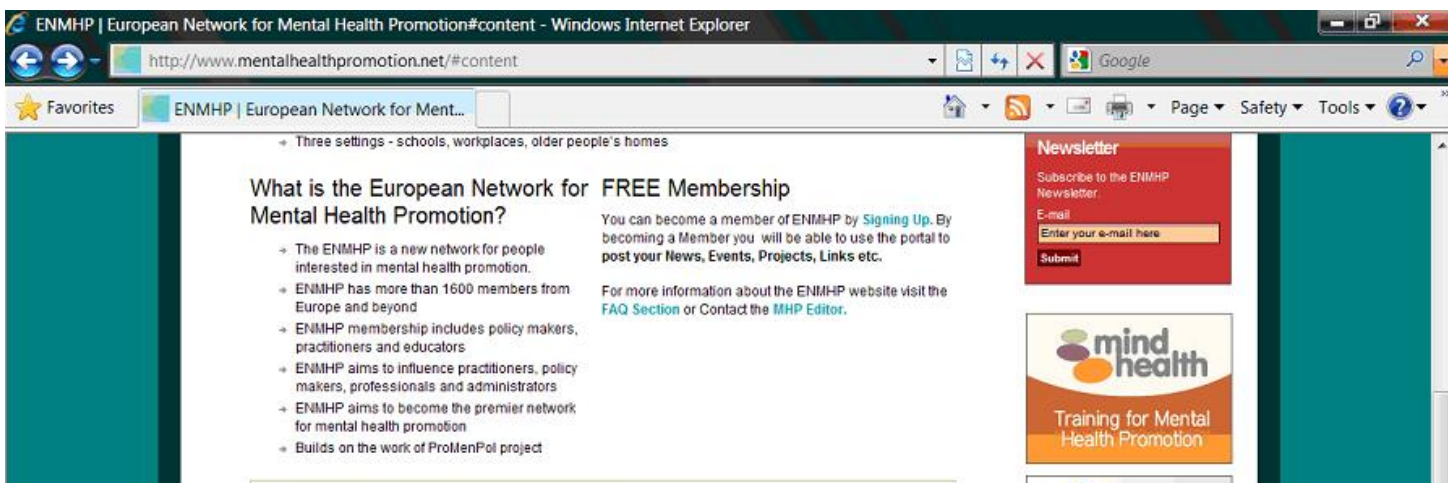 ENMHP | European Network for Mental Health Promotion#content - Windows Internet Explorer
http://www.mentalhealthpromotion.net/#content
Google
Favorites
ENMHP | European Network for Ment...
Page
Safety
Tools
Three settings - schools, workplaces, older people's homes
What is the European Network for
Mental Health Promotion?
The ENMHP is a new network for people
interested in mental health promotion.
ENMHP has more than 1600 members from
Europe and beyond
ENMHP membership includes policy makers,
practitioners and educators
ENMHP aims to influence practitioners, policy
makers, professionals and administrators
ENMHP aims to become the premier network
for mental health promotion
Builds on the work of ProMenPol project
FREE Membership
You can become a member of ENMHP by Signing Up. By
becoming a Member you will be able to use the portal to
post your News, Events, Projects, Links etc.
For more information about the ENMHP website visit the
FAQ Section or Contact the MHP Editor.
Newsletter
Subscribe to the ENMHP
Newsletter.
E-mail
Enter your e-mail here
Submit
mind
health
Training for Mental
Health Promotion